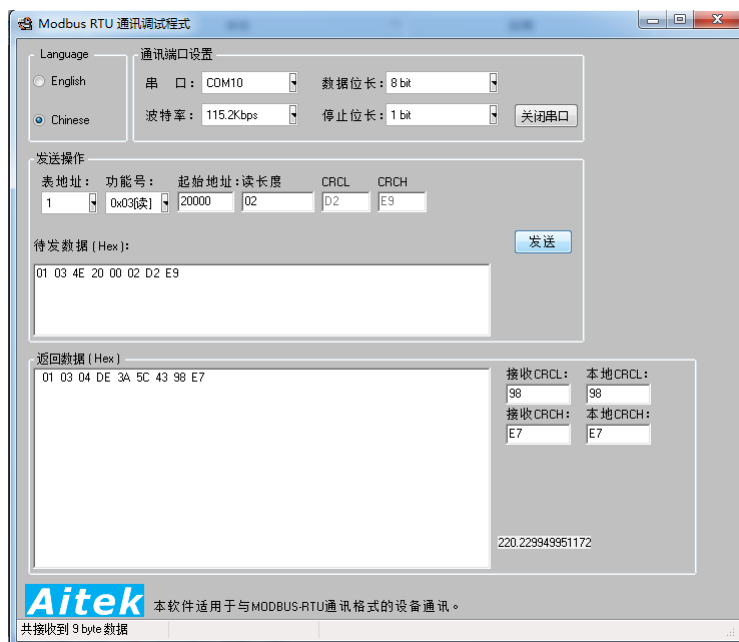 Modbus RTU 通讯调试程式
Language
English
Chinese
通讯端口设置
串 口: COM10 数据位长: 8 bit
波特率: 115.2Kbps 停止位长: 1 bit 关闭串口
发送操作
表地址: 功能号: 起始地址: 读长度 CRCL CRCH
1 0x03(读) 20000 02 D2 E9
待发数据(Hex): 发送
01 03 4E 20 00 02 D2 E9
返回数据(Hex)
01 03 04 DE 3A 5C 43 98 E7
接收CRCL: 本地CRCL:
98 98
接收CRCH: 本地CRCH:
E7 E7
220.229949951172
Aitek 本软件适用于与MODBUS-RTU通讯格式的设备通讯。
共接收到 9 byte 数据